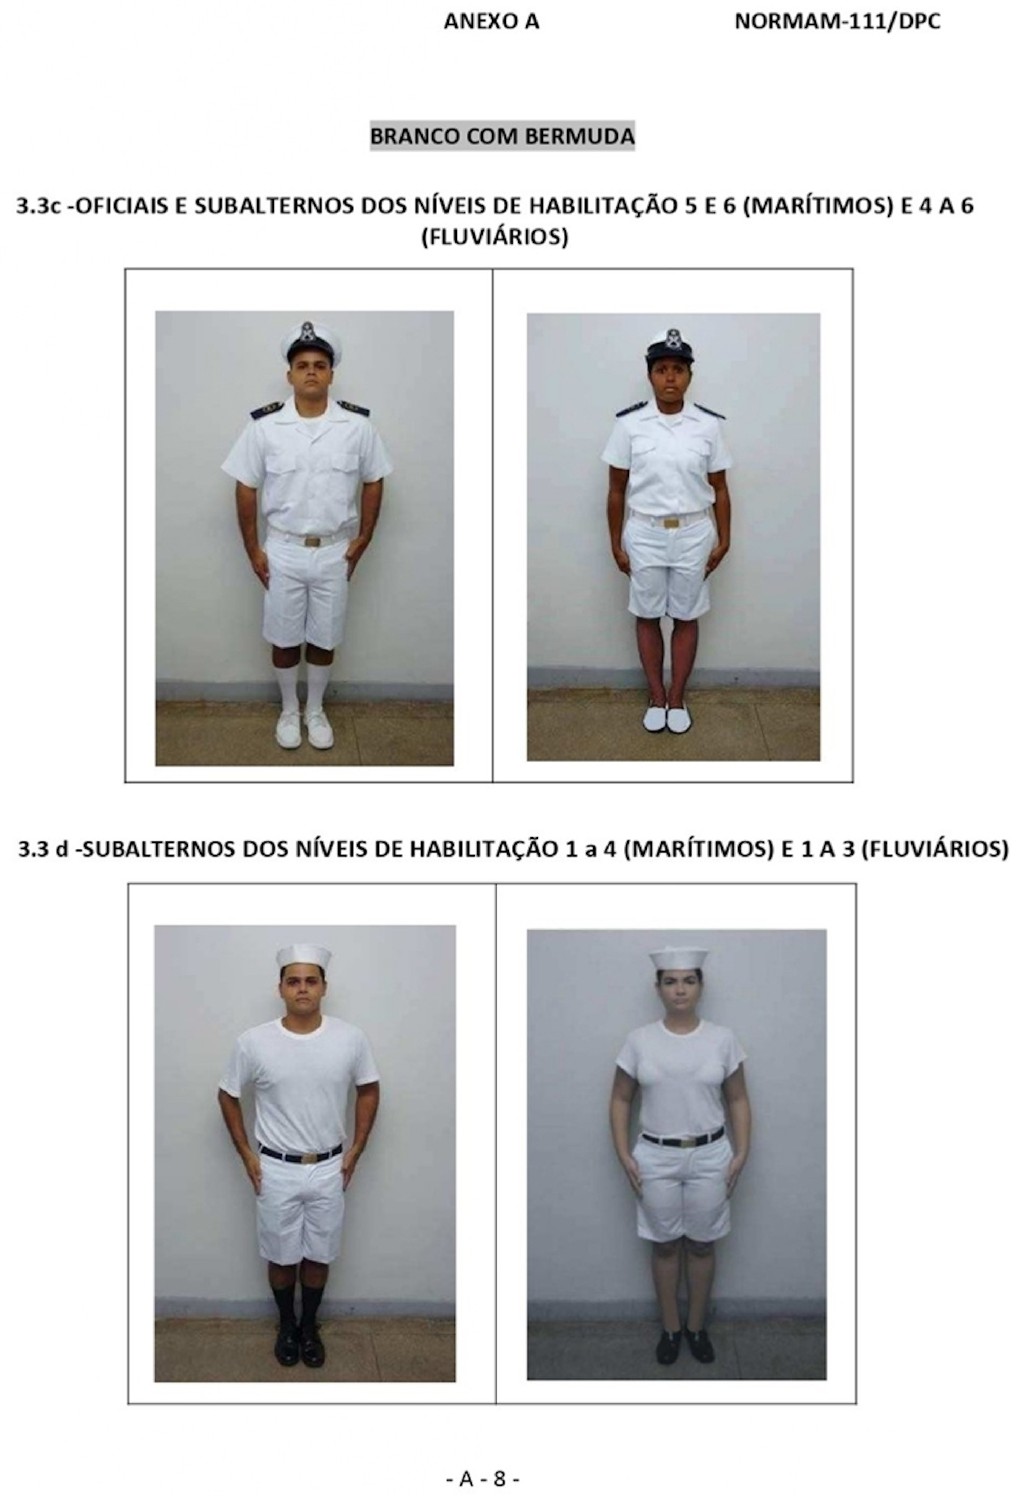 ANEXO A NORMAM-111/DPC
BRANCO COM BERMUDA
3.3c -OFICIAIS E SUBALTERNOS DOS NÍVEIS DE HABILITAÇÃO 5 E 6 (MARÍTIMOS) E 4 A 6
(FLUVIÁRIOS)
3.3 d -SUBALTERNOS DOS NÍVEIS DE HABILITAÇÃO 1 a 4 (MARÍTIMOS) E 1 A 3 (FLUVIÁRIOS)
- A - 8 -